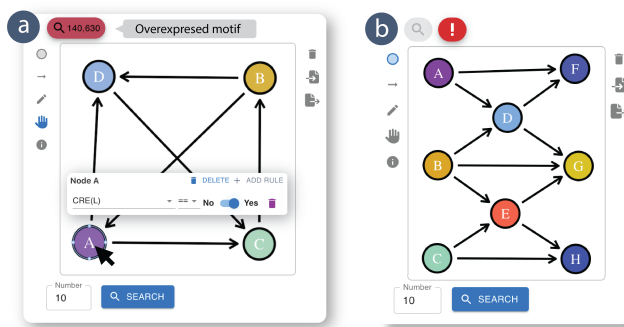 a
140,630
Overexpresed motif
D
B
Node A
DELETE + ADD RULE
CRE(L)
==
No
Yes
A
C
Number
10
SEARCH
b
!
A
F
D
B
G
E
C
H
Number
10
SEARCH